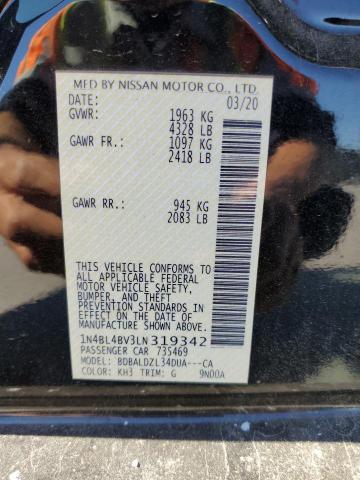 MFD BY NISSAN MOTOR CO., LTD.
DATE: 03/20
GVWR: 1963 KG
4328 LB
GAWR FR.: 1097 KG
2418 LB
GAWR RR.: 945 KG
2083 LB
THIS VEHICLE CONFORMS TO
ALL APPLICABLE FEDERAL
MOTOR VEHICLE SAFETY,
BUMPER, AND THEFT
PREVENTION STANDARDS IN
EFFECT ON THE DATE OF
MANUFACTURE SHOWN ABOVE.
1N4BL4BV3LN319342
PASSENGER CAR 735469
MODEL: BDBALDZL34DUA---CA
COLOR: KH3 TRIM: G 9N00A